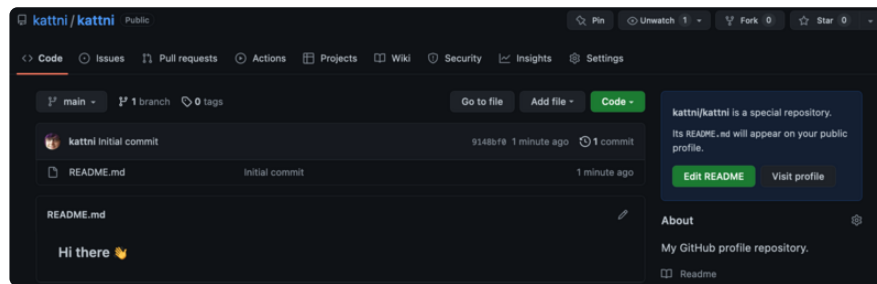 kattni / kattni Public
Pin
Unwatch 1
Fork 0
Star 0
Code
Issues
Pull requests
Actions
Projects
Wiki
Security
Insights
Settings
main
1 branch
0 tags
Go to file
Add file
Code
kattni Initial commit
9148bf0 1 minute ago
1 commit
README.md
Initial commit
1 minute ago
README.md
Hi there 👋
kattni/kattni is a special repository.
Its README.md will appear on your public
profile.
Edit README
Visit profile
About
My GitHub profile repository.
Readme